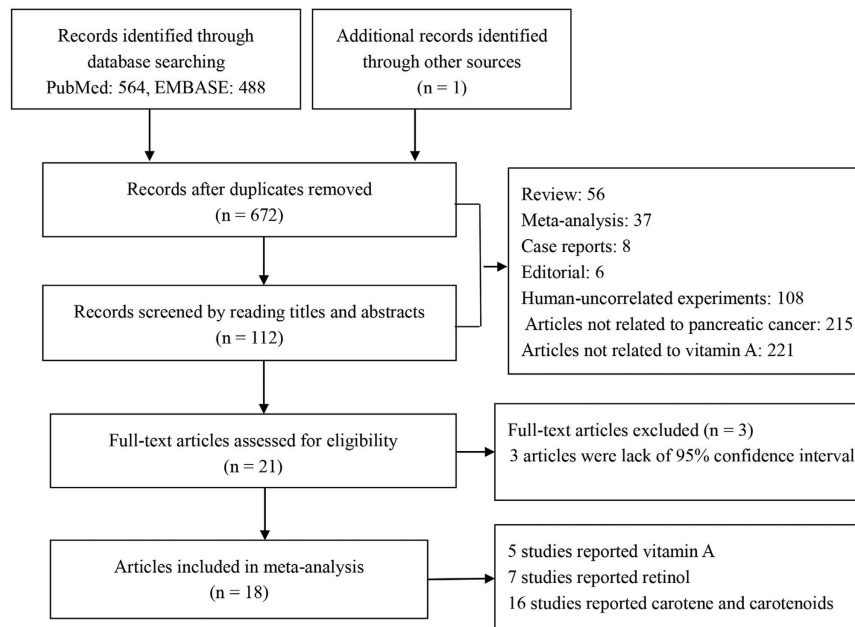 Records identified through
database searching
PubMed: 564, EMBASE: 488
Additional records identified
through other sources
(n = 1)
Records after duplicates removed
(n = 672)
Review: 56
Meta-analysis: 37
Case reports: 8
Editorial: 6
Human-uncorrelated experiments: 108
Articles not related to pancreatic cancer: 215
Articles not related to vitamin A: 221
Records screened by reading titles and abstracts
(n = 112)
Full-text articles assessed for eligibility
(n = 21)
Full-text articles excluded (n = 3)
3 articles were lack of 95% confidence interval
Articles included in meta-analysis
(n = 18)
5 studies reported vitamin A
7 studies reported retinol
16 studies reported carotene and carotenoids